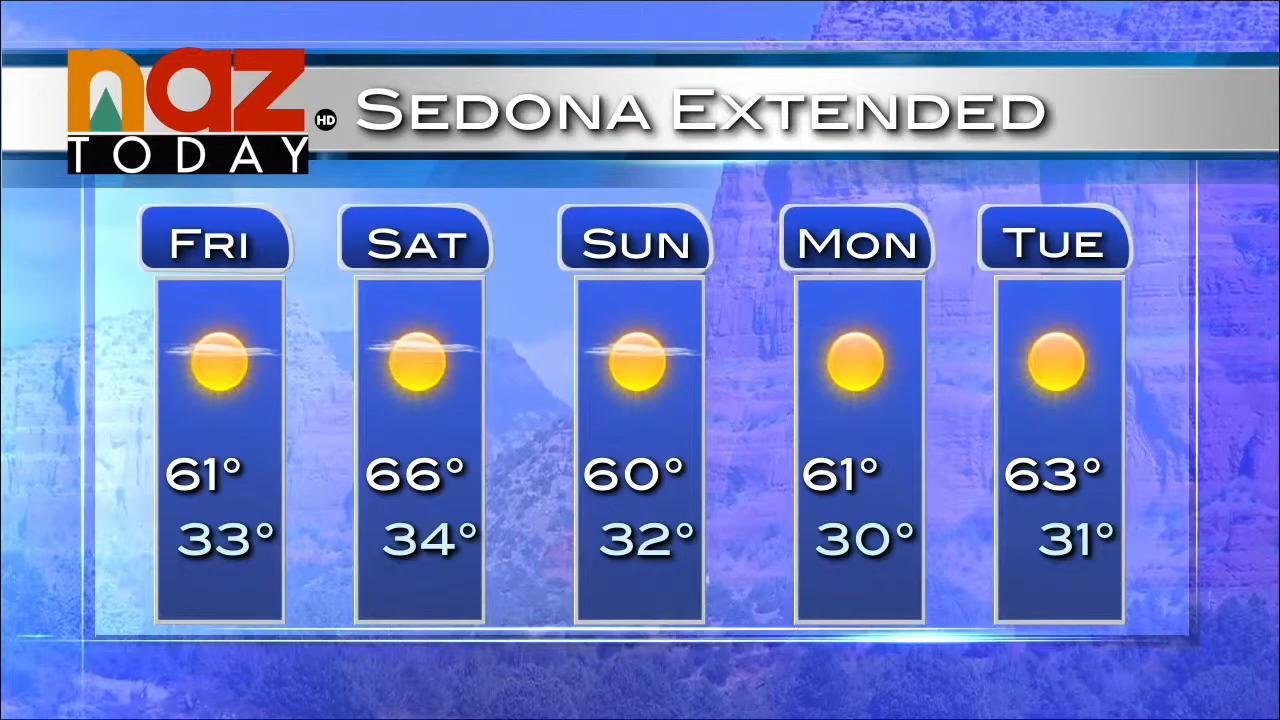 naz
TODAY
HD
SEDONA EXTENDED
FRI SAT SUN MON TUE
61° 66° 60° 61° 63°
33° 34° 32° 30° 31°